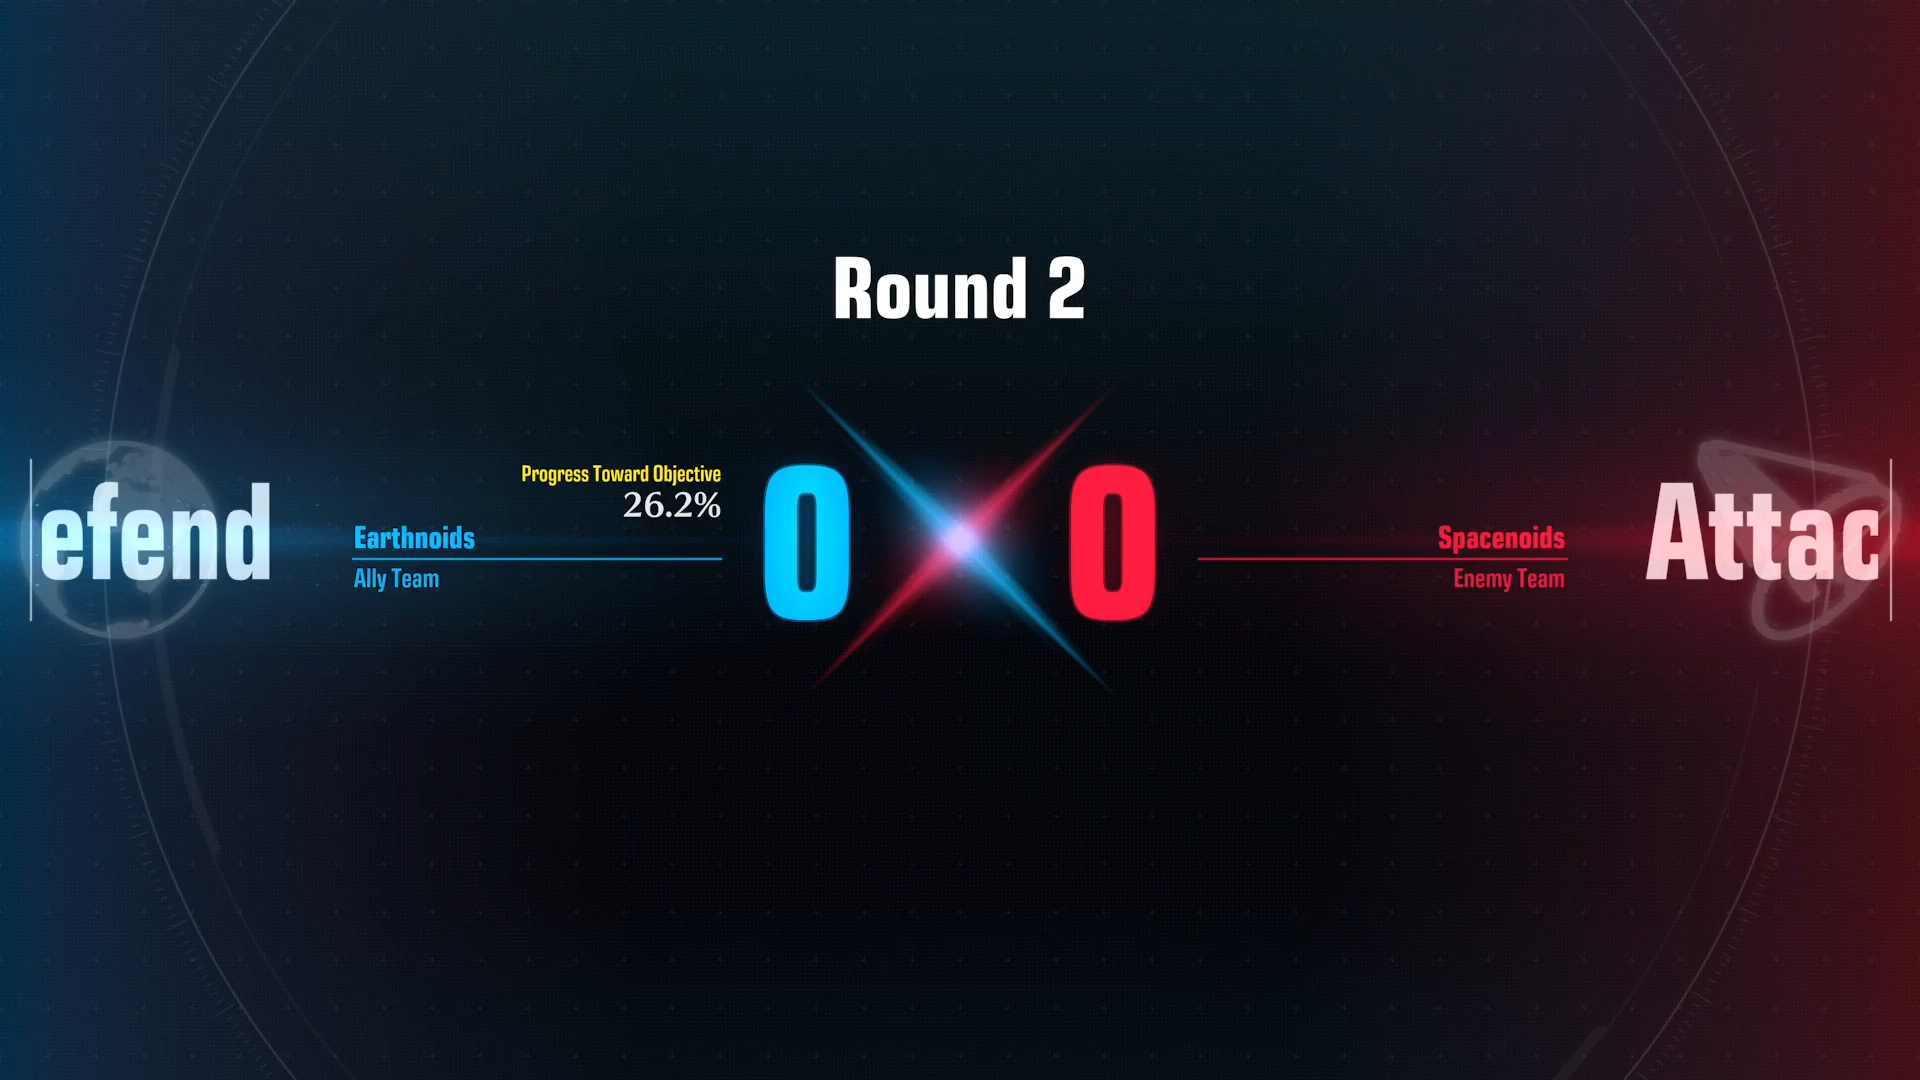 Round 2
efend
Earthnoids
Ally Team
Progress Toward Objective
26.2%
0
0
Spacenoids
Enemy Team
Attac